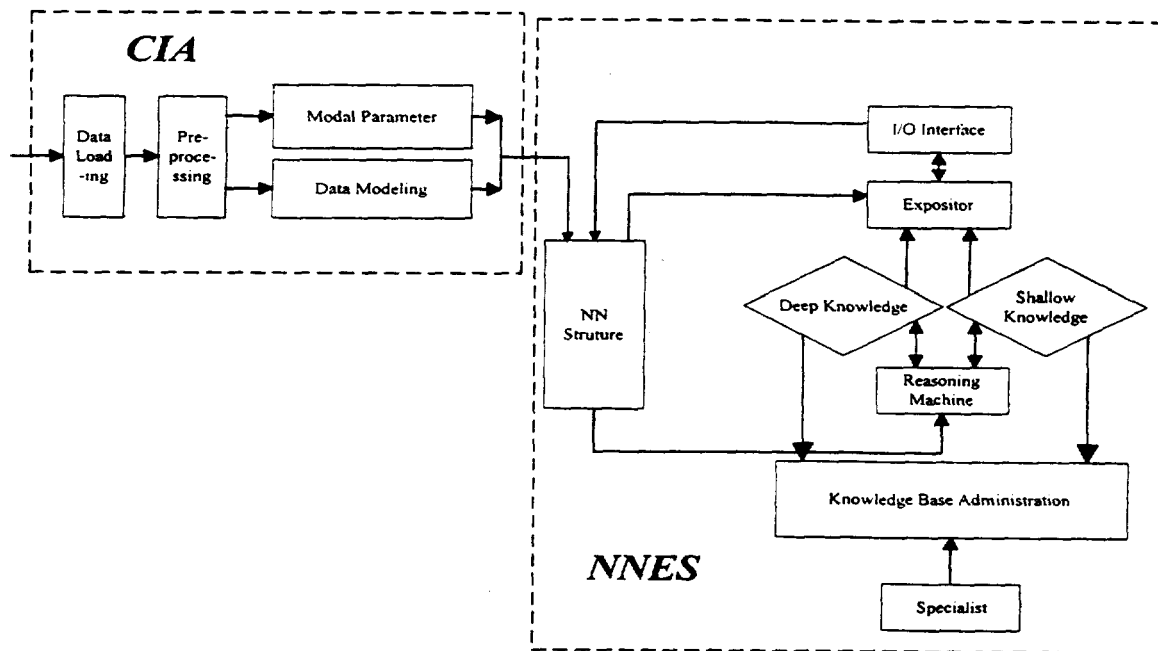 CIA
Data
Load
-ing
Pre-
proce-
ssing
Modal Parameter
Data Modeling
I/O Interface
Expositor
NN
Struture
Deep Knowledge
Shallow
Knowledge
Reasoning
Machine
Knowledge Base Administration
NNES
Specialist